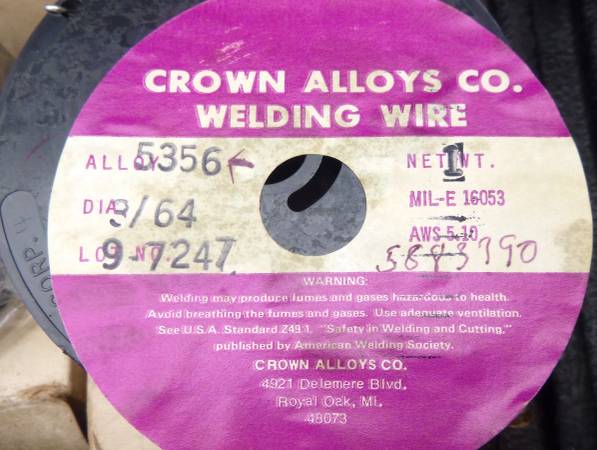 CROWN ALLOYS CO.
WELDING WIRE
ALLOY 5356
NET WT. 1
DIA. 3/64
MIL-E 16053
AWS 5.10
LOT NO. 9-7247
5883790
WARNING:
Welding may produce fumes and gases hazardous to health.
Avoid breathing the fumes and gases. Use adequate ventilation.
See U.S.A. Standard Z49.1, "Safety in Welding and Cutting,"
published by American Welding Society.
CROWN ALLOYS CO.
4921 Delemere Blvd.
Royal Oak, MI.
48073
CORP.